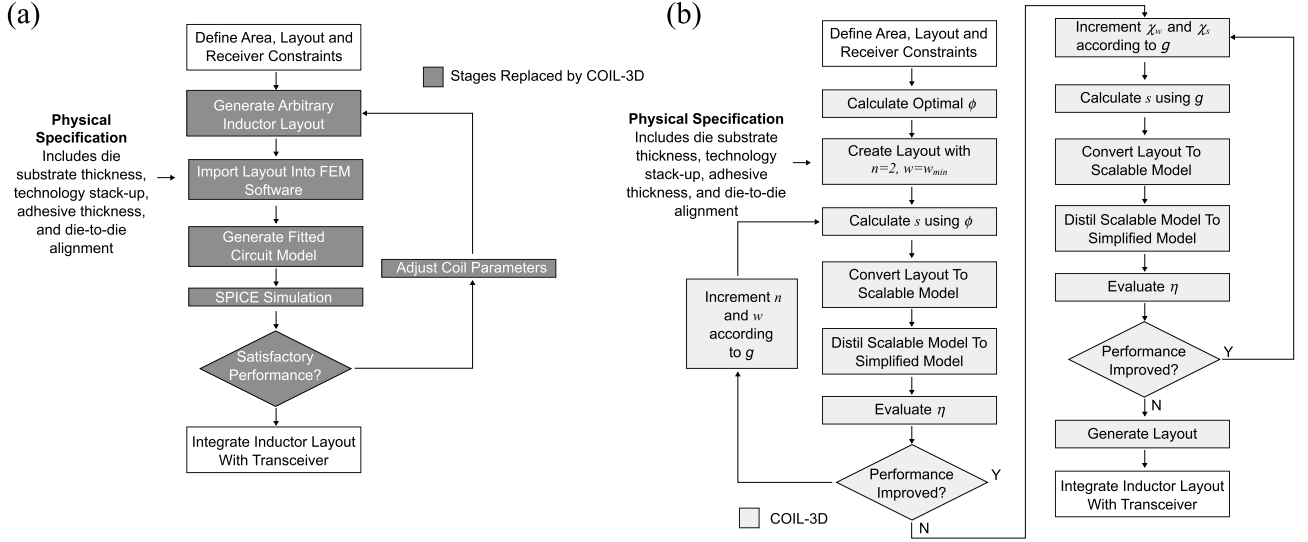 (a)
Define Area, Layout and
Receiver Constraints
Stages Replaced by COIL-3D
Generate Arbitrary
Inductor Layout
Physical
Specification
Includes die
substrate thickness,
technology stack-up,
adhesive thickness,
and die-to-die
alignment
Import Layout Into FEM
Software
Generate Fitted
Circuit Model
Adjust Coil Parameters
SPICE Simulation
Satisfactory
Performance?
Integrate Inductor Layout
With Transceiver
(b)
Define Area, Layout and
Receiver Constraints
Calculate Optimal ϕ
Physical Specification
Includes die substrate
thickness, technology
stack-up, adhesive
thickness, and die-to-die
alignment
Create Layout with
n=2, w=wmin
Calculate s using ϕ
Convert Layout To
Scalable Model
Increment n
and w
according
to g
Distil Scalable Model To
Simplified Model
Evaluate η
Performance
Improved?
Y
N
COIL-3D
Increment χw and χs
according to g
Calculate s using g
Convert Layout To
Scalable Model
Distil Scalable Model To
Simplified Model
Evaluate η
Performance
Improved?
Y
N
Generate Layout
Integrate Inductor Layout
With Transceiver